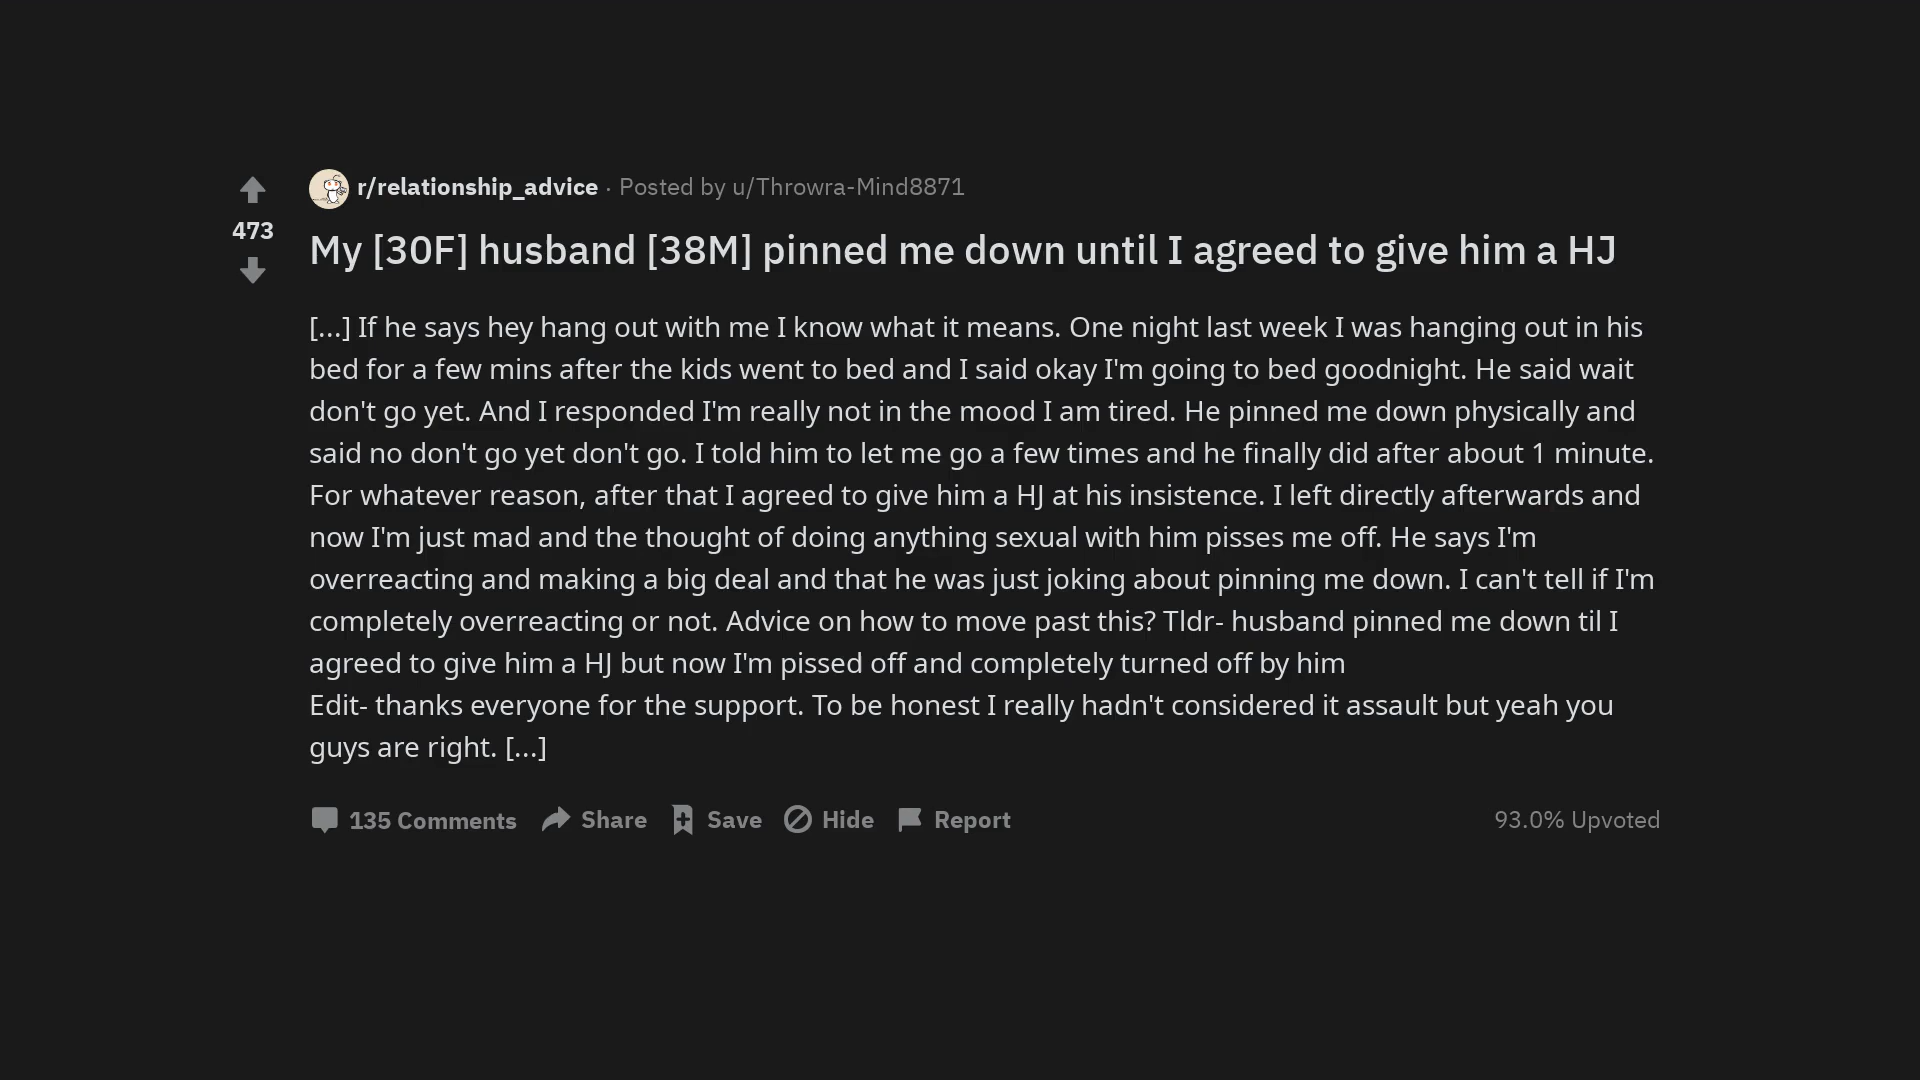 r/relationship_advice · Posted by u/Throwra-Mind8871
473
My [30F] husband [38M] pinned me down until I agreed to give him a HJ
[...] If he says hey hang out with me I know what it means. One night last week I was hanging out in his
bed for a few mins after the kids went to bed and I said okay I'm going to bed goodnight. He said wait
don't go yet. And I responded I'm really not in the mood I am tired. He pinned me down physically and
said no don't go yet don't go. I told him to let me go a few times and he finally did after about 1 minute.
For whatever reason, after that I agreed to give him a HJ at his insistence. I left directly afterwards and
now I'm just mad and the thought of doing anything sexual with him pisses me off. He says I'm
overreacting and making a big deal and that he was just joking about pinning me down. I can't tell if I'm
completely overreacting or not. Advice on how to move past this? Tldr- husband pinned me down til I
agreed to give him a HJ but now I'm pissed off and completely turned off by him
Edit- thanks everyone for the support. To be honest I really hadn't considered it assault but yeah you
guys are right. [...]
135 Comments Share Save Hide Report 93.0% Upvoted